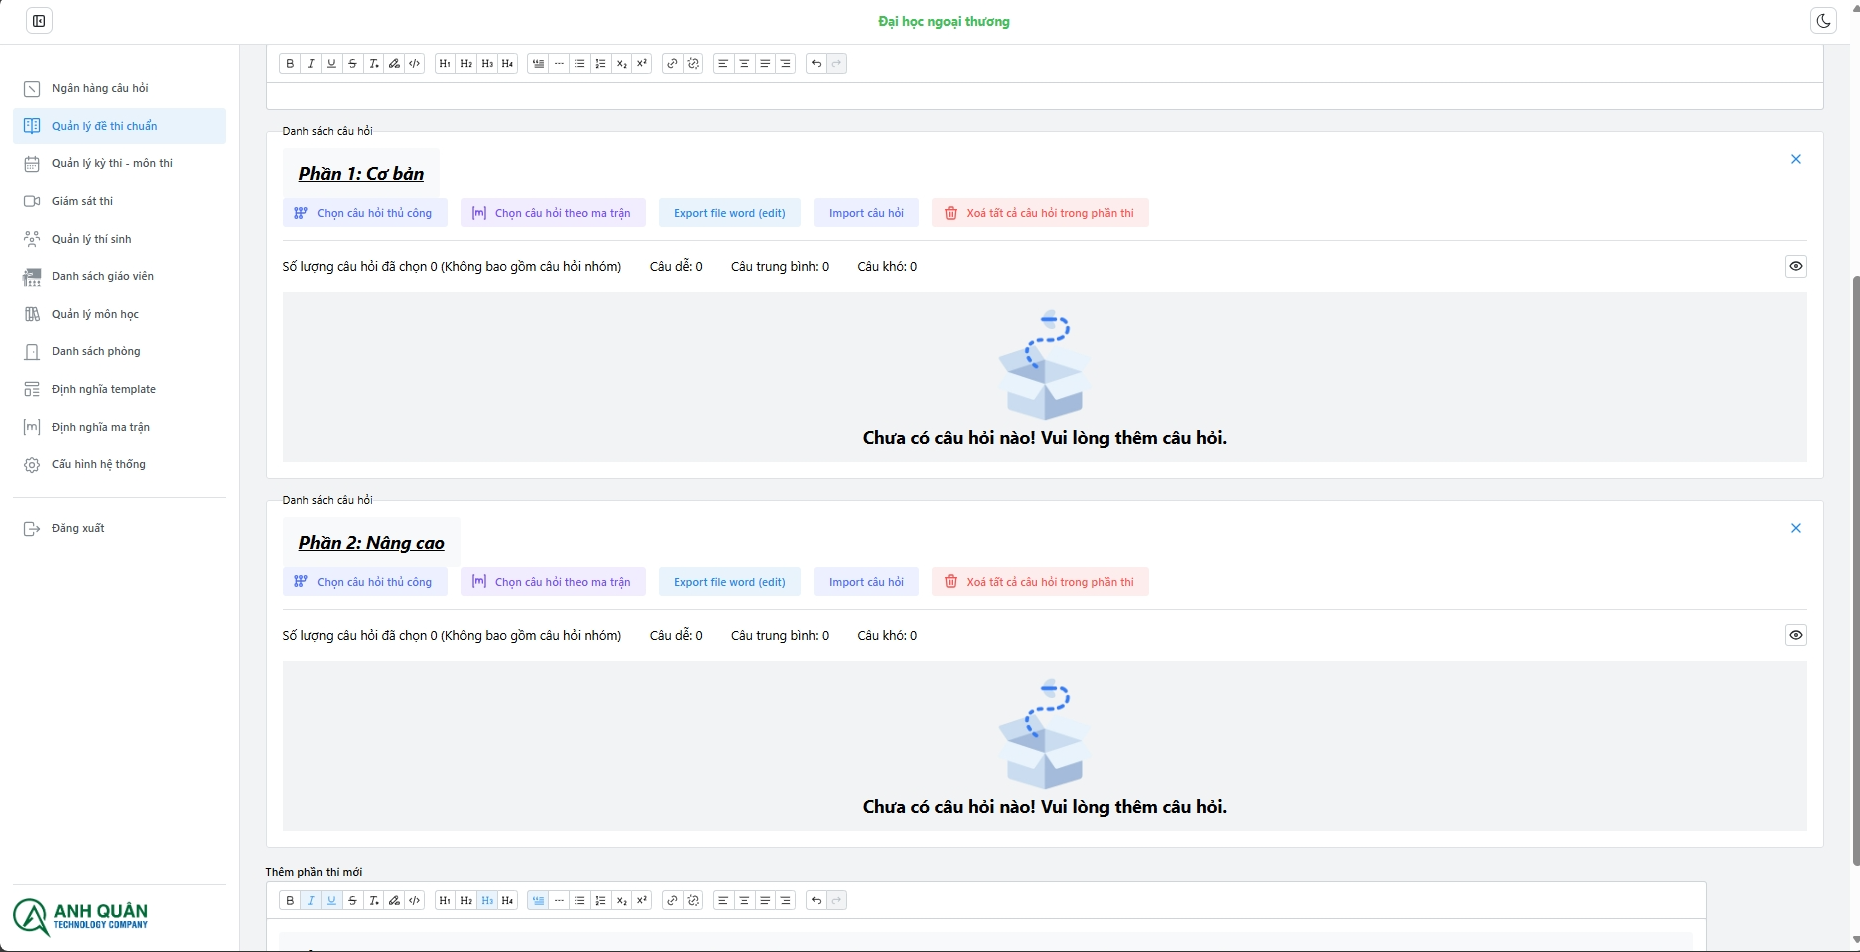 Đại học ngoại thương
Ngân hàng câu hỏi
Quản lý đề thi chuẩn
Quản lý kỳ thi - môn thi
Giám sát thi
Quản lý thí sinh
Danh sách giáo viên
Quản lý môn học
Danh sách phòng
Định nghĩa template
Định nghĩa ma trận
Cấu hình hệ thống
Đăng xuất
ANH QUÂN
TECHNOLOGY COMPANY
B I U S H1 H2 H3 H4 x2 x2
Danh sách câu hỏi
Phần 1: Cơ bản
Chọn câu hỏi thủ công [m] Chọn câu hỏi theo ma trận Export file word (edit) Import câu hỏi Xoá tất cả câu hỏi trong phần thi
Số lượng câu hỏi đã chọn 0 (Không bao gồm câu hỏi nhóm) Câu dễ: 0 Câu trung bình: 0 Câu khó: 0
Chưa có câu hỏi nào! Vui lòng thêm câu hỏi.
Danh sách câu hỏi
Phần 2: Nâng cao
Chọn câu hỏi thủ công [m] Chọn câu hỏi theo ma trận Export file word (edit) Import câu hỏi Xoá tất cả câu hỏi trong phần thi
Số lượng câu hỏi đã chọn 0 (Không bao gồm câu hỏi nhóm) Câu dễ: 0 Câu trung bình: 0 Câu khó: 0
Chưa có câu hỏi nào! Vui lòng thêm câu hỏi.
Thêm phần thi mới
B I U S H1 H2 H3 H4 x2 x2